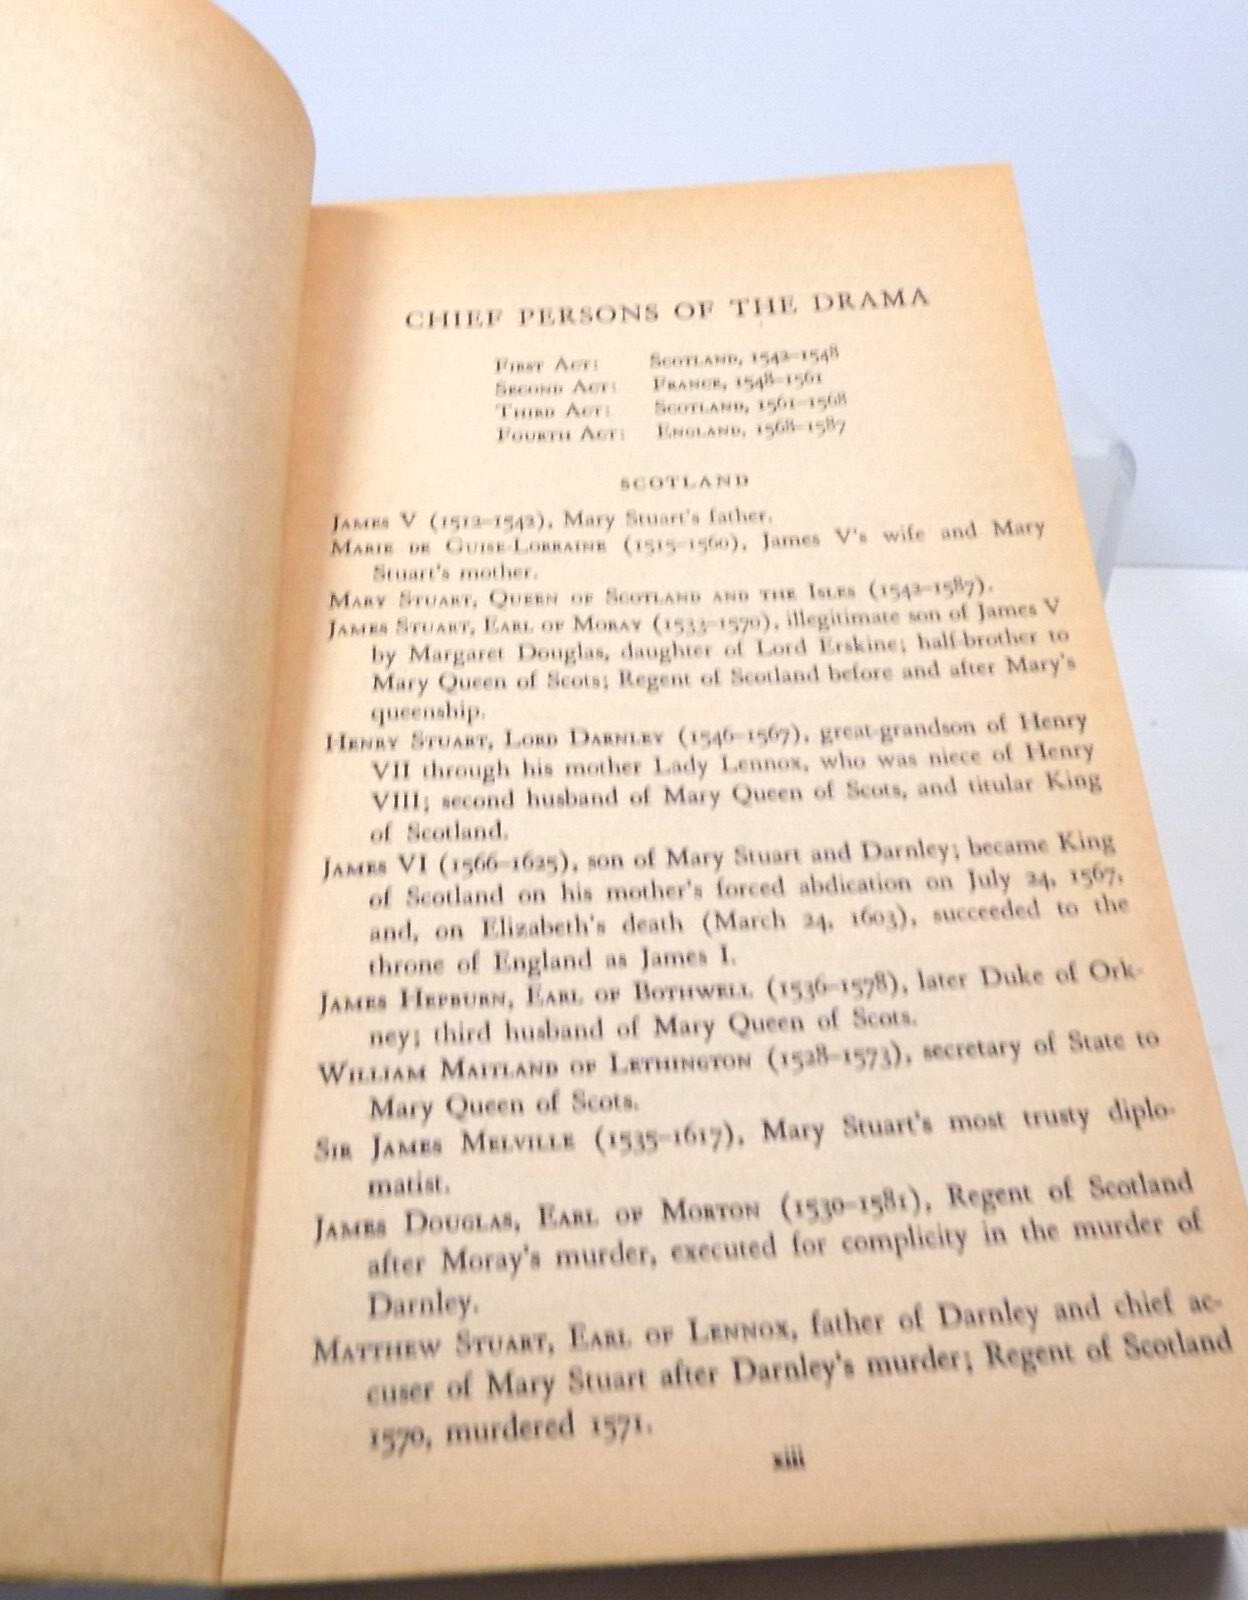 CHIEF PERSONS OF THE DRAMA
FIRST ACT: SCOTLAND, 1542–1548
SECOND ACT: FRANCE, 1548–1561
THIRD ACT: SCOTLAND, 1561–1568
FOURTH ACT: ENGLAND, 1568–1587
SCOTLAND
JAMES V (1512–1542), Mary Stuart's father.
MARIE DE GUISE-LORRAINE (1515–1560), James V's wife and Mary
Stuart's mother.
MARY STUART, QUEEN OF SCOTLAND AND THE ISLES (1542–1587).
JAMES STUART, EARL OF MORAY (1533–1570), illegitimate son of James V
by Margaret Douglas, daughter of Lord Erskine; half-brother to
Mary Queen of Scots; Regent of Scotland before and after Mary's
queenship.
HENRY STUART, LORD DARNLEY (1546–1567), great-grandson of Henry
VII through his mother Lady Lennox, who was niece of Henry
VIII; second husband of Mary Queen of Scots, and titular King
of Scotland.
JAMES VI (1566–1625), son of Mary Stuart and Darnley; became King
of Scotland on his mother's forced abdication on July 24, 1567,
and, on Elizabeth's death (March 24, 1603), succeeded to the
throne of England as James I.
JAMES HEPBURN, EARL OF BOTHWELL (1536–1578), later Duke of Ork-
ney; third husband of Mary Queen of Scots.
WILLIAM MAITLAND OF LETHINGTON (1528–1573), secretary of State to
Mary Queen of Scots.
SIR JAMES MELVILLE (1535–1617), Mary Stuart's most trusty diplo-
matist.
JAMES DOUGLAS, EARL OF MORTON (1530–1581), Regent of Scotland
after Moray's murder, executed for complicity in the murder of
Darnley.
MATTHEW STUART, EARL OF LENNOX, father of Darnley and chief ac-
cuser of Mary Stuart after Darnley's murder; Regent of Scotland
1570, murdered 1571.
xiii